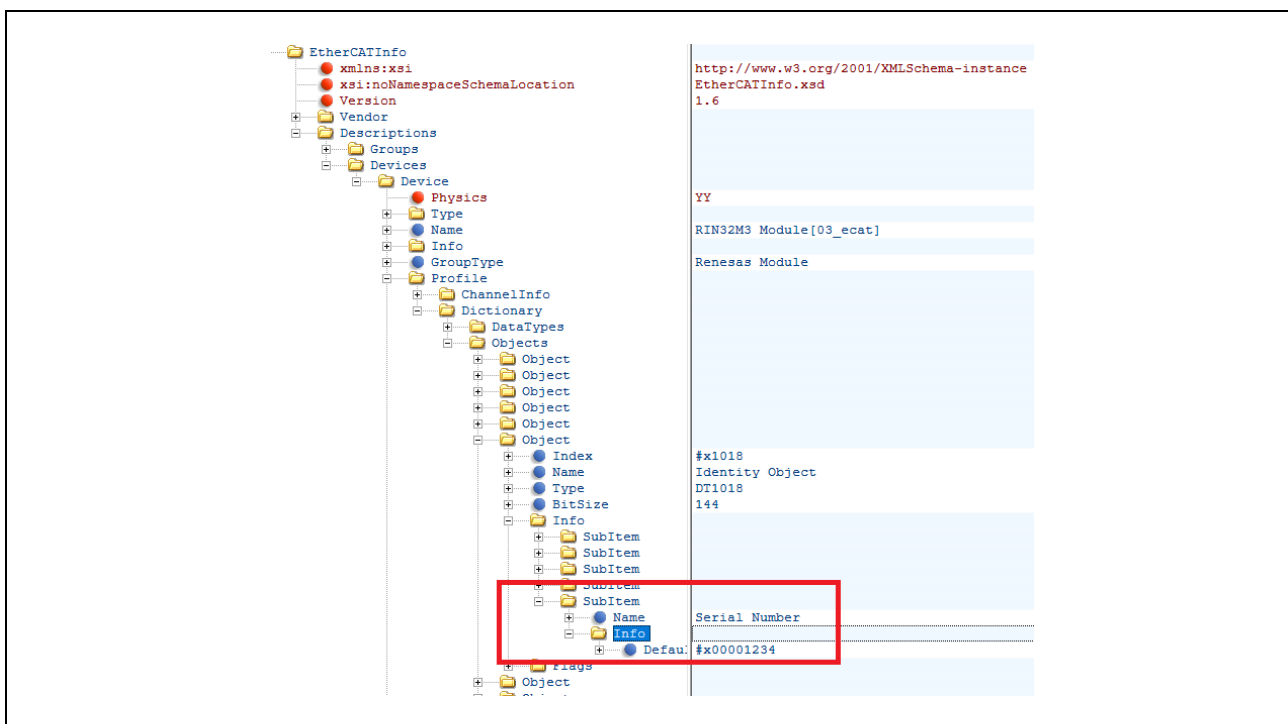 EtherCATInfo
xmlns:xsi http://www.w3.org/2001/XMLSchema-instance
xsi:noNamespaceSchemaLocation EtherCATInfo.xsd
Version 1.6
Vendor
Descriptions
Groups
Devices
Device
Physics YY
Type
Name RIN32M3 Module[03_ecat]
Info
GroupType Renesas Module
Profile
ChannelInfo
Dictionary
DataTypes
Objects
Object
Object
Object
Object
Object
Object
Index #x1018
Name Identity Object
Type DT1018
BitSize 144
Info
SubItem
SubItem
SubItem
SubItem
SubItem
Name Serial Number
Info
Defau #x00001234
Flags
Object